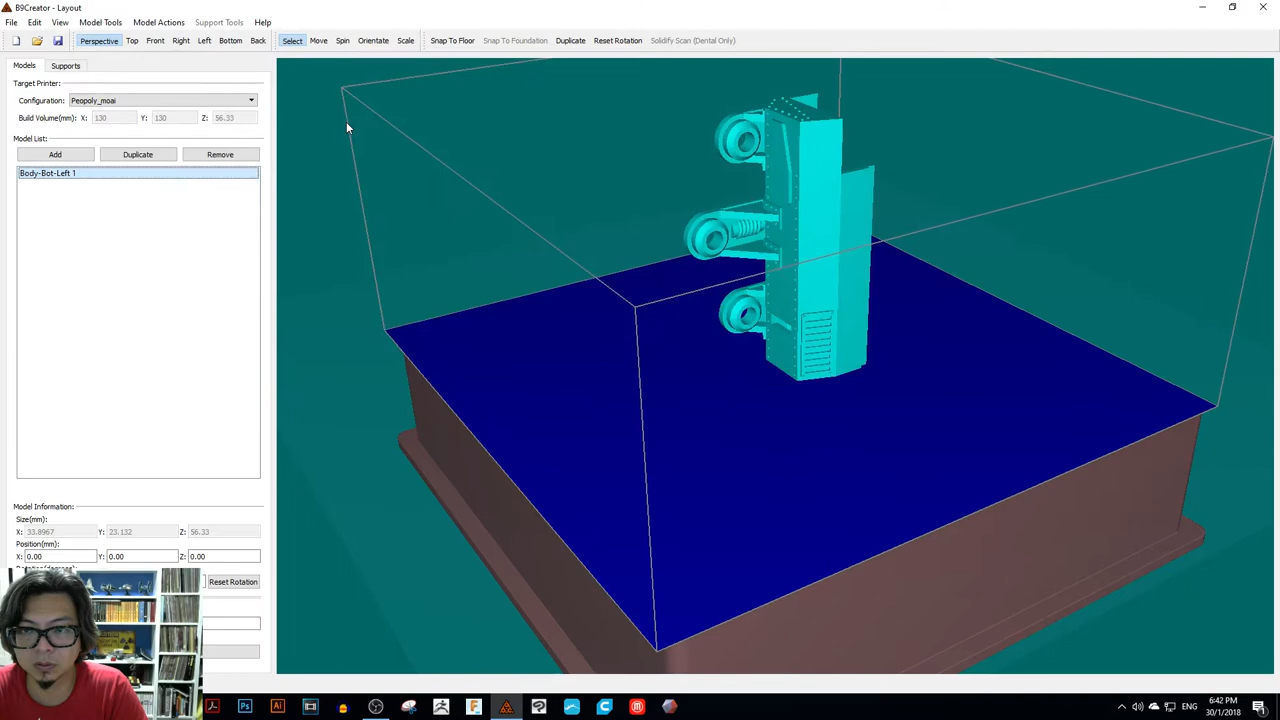 B9Creator - Layout
File Edit View Model Tools Model Actions Support Tools Help
Perspective Top Front Right Left Bottom Back Select Move Spin Orientate Scale Snap To Floor Snap To Foundation Duplicate Reset Rotation Solidify Scan (Dental Only)
Models Supports
Target Printer:
Configuration: Peopoly_moai
Build Volume(mm): X: 130 Y: 130 Z: 56.33
Model List:
Add Duplicate Remove
Body-Bot-Left 1
Model Information:
Size(mm):
X: 33.8967 Y: 23.132 Z: 56.33
Position(mm):
X: 0.00 Y: 0.00 Z: 0.00
Reset Rotation
Ps Ai F
ENG
6:42 PM
30/1/2018